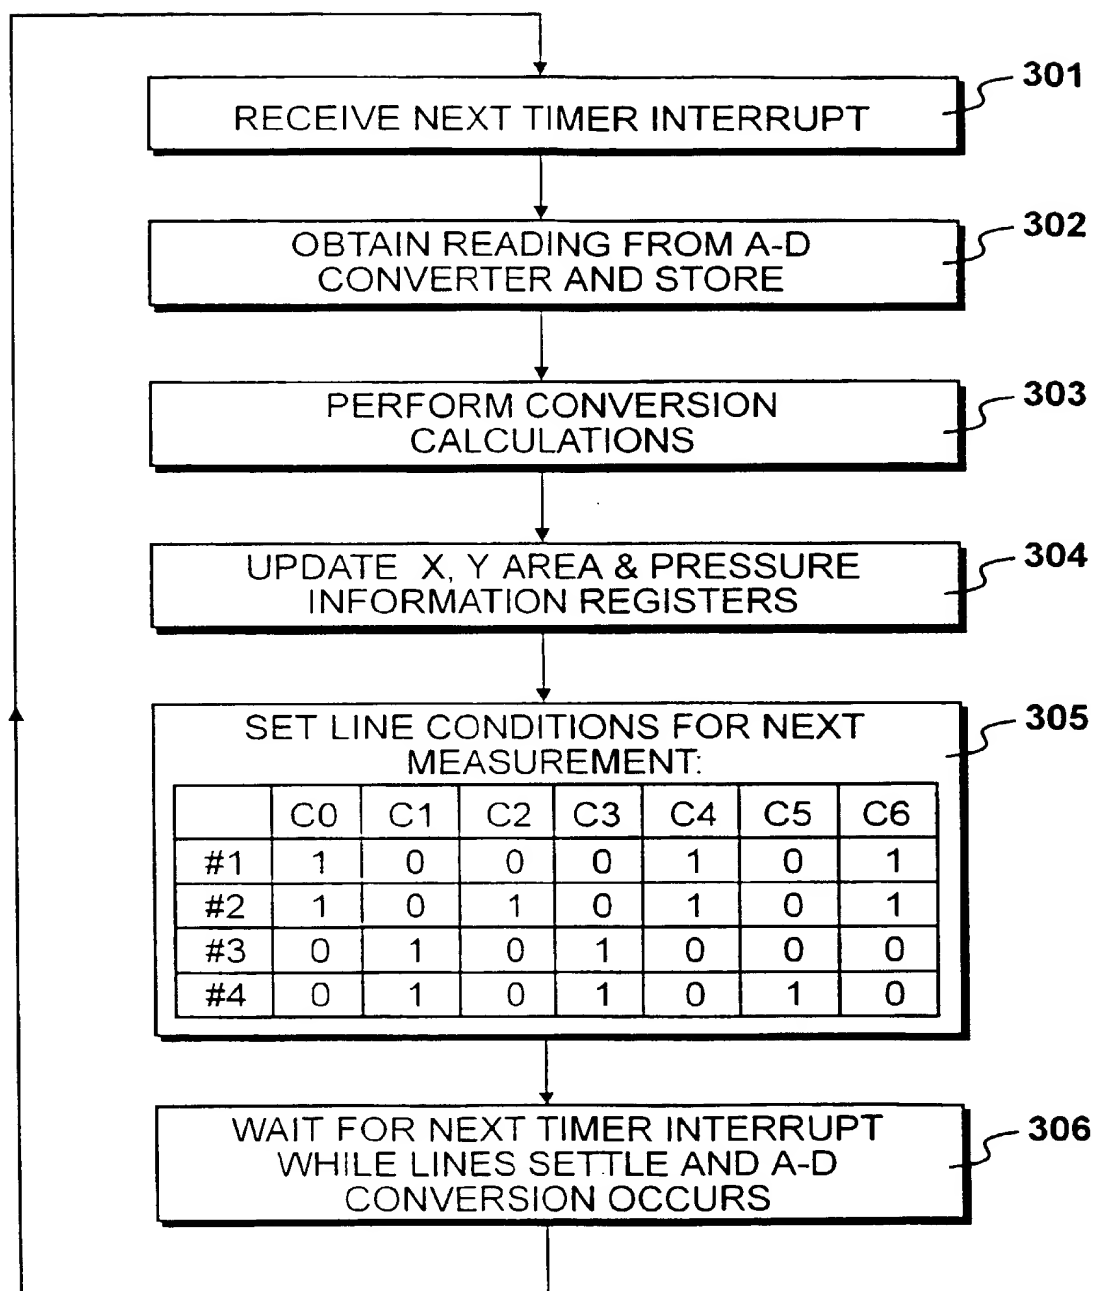 301
RECEIVE NEXT TIMER INTERRUPT
302
OBTAIN READING FROM A-D
CONVERTER AND STORE
303
PERFORM CONVERSION
CALCULATIONS
304
UPDATE X, Y AREA & PRESSURE
INFORMATION REGISTERS
305
SET LINE CONDITIONS FOR NEXT
MEASUREMENT:
C0 C1 C2 C3 C4 C5 C6
#1 1 0 0 0 1 0 1
#2 1 0 1 0 1 0 1
#3 0 1 0 1 0 0 0
#4 0 1 0 1 0 1 0
306
WAIT FOR NEXT TIMER INTERRUPT
WHILE LINES SETTLE AND A-D
CONVERSION OCCURS